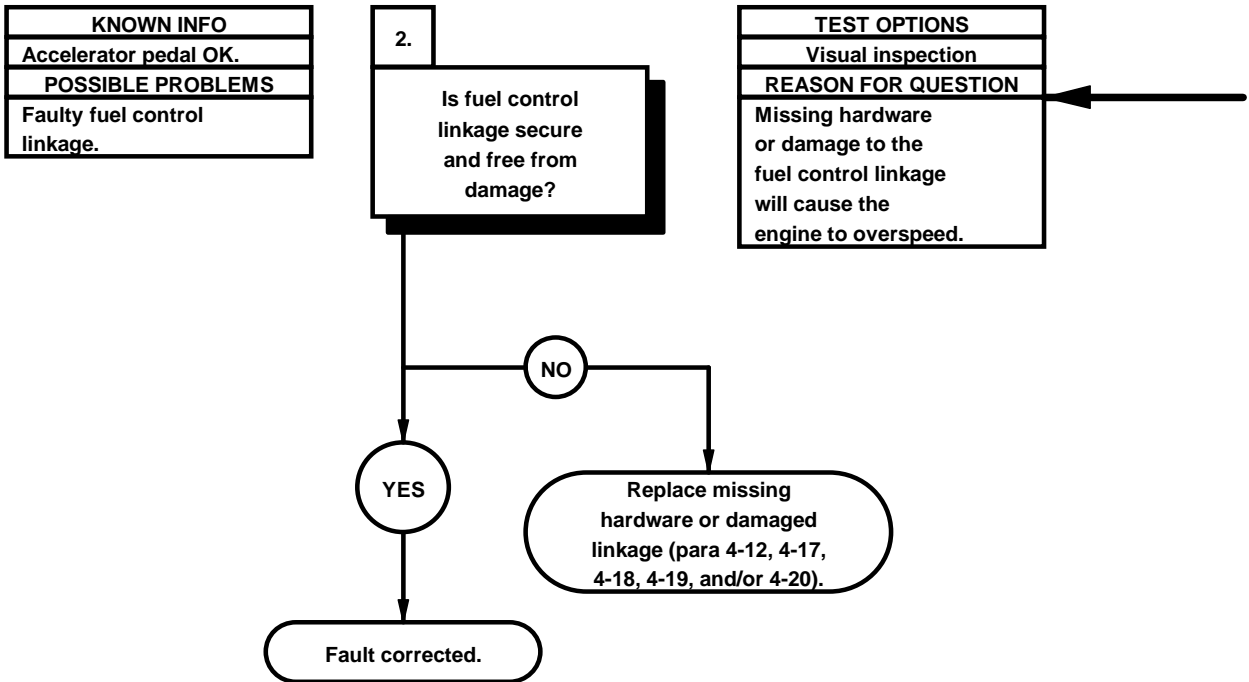 KNOWN INFO
Accelerator pedal OK.
POSSIBLE PROBLEMS
Faulty fuel control
linkage.
2.
Is fuel control
linkage secure
and free from
damage?
TEST OPTIONS
Visual inspection
REASON FOR QUESTION
Missing hardware
or damage to the
fuel control linkage
will cause the
engine to overspeed.
NO
YES
Replace missing
hardware or damaged
linkage (para 4-12, 4-17,
4-18, 4-19, and/or 4-20).
Fault corrected.